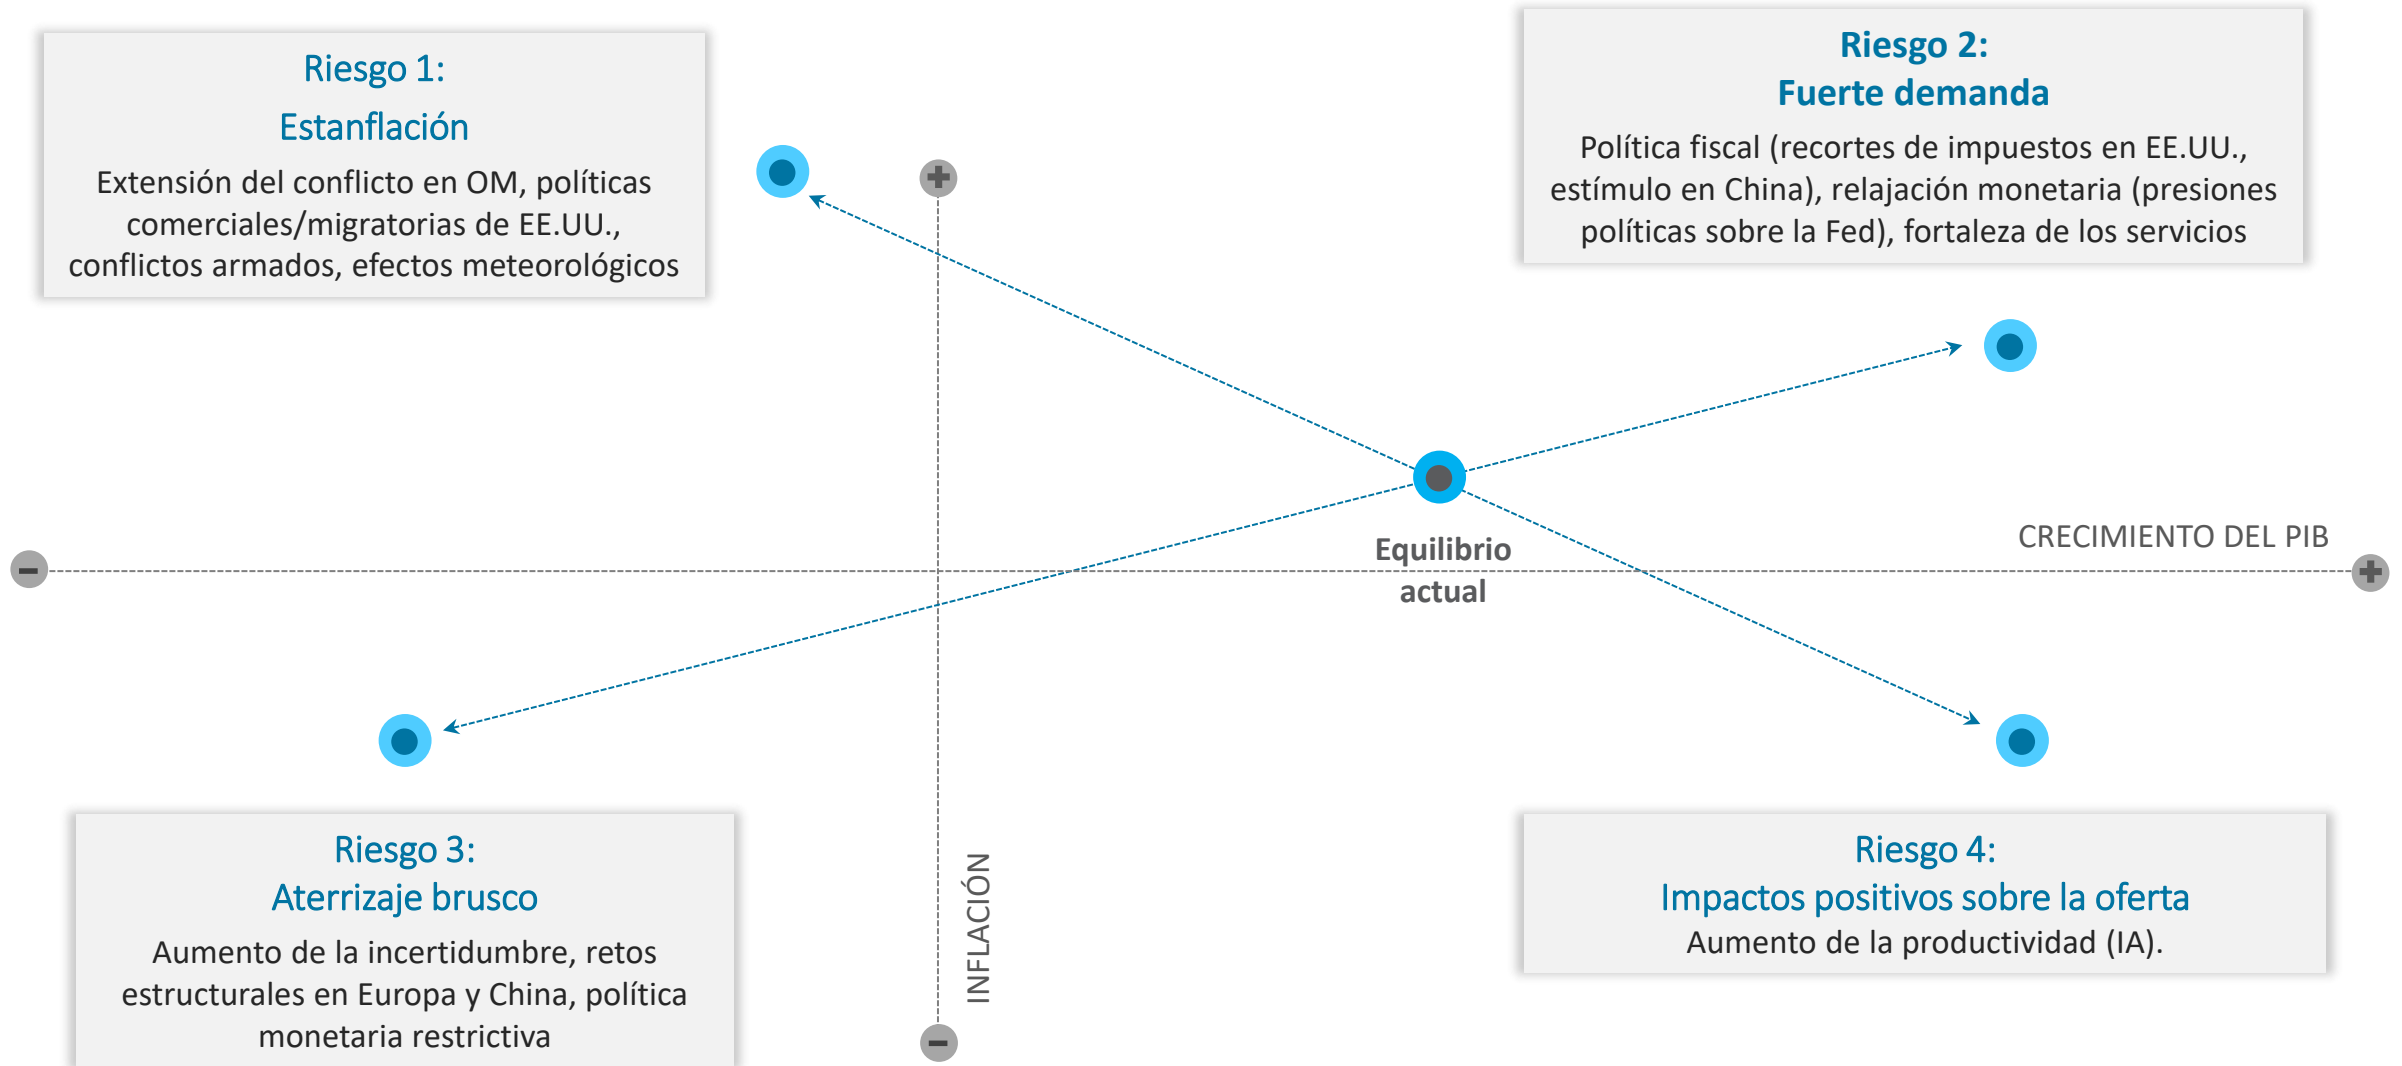 Riesgo 1:
Estanflación
Extensión del conflicto en OM, políticas
comerciales/migratorias de EE.UU.,
conflictos armados, efectos meteorológicos
Riesgo 2:
Fuerte demanda
Política fiscal (recortes de impuestos en EE.UU.,
estímulo en China), relajación monetaria (presiones
políticas sobre la Fed), fortaleza de los servicios
CRECIMIENTO DEL PIB
Equilibrio
actual
INFLACIÓN
Riesgo 3:
Aterrizaje brusco
Aumento de la incertidumbre, retos
estructurales en Europa y China, política
monetaria restrictiva
Riesgo 4:
Impactos positivos sobre la oferta
Aumento de la productividad (IA).